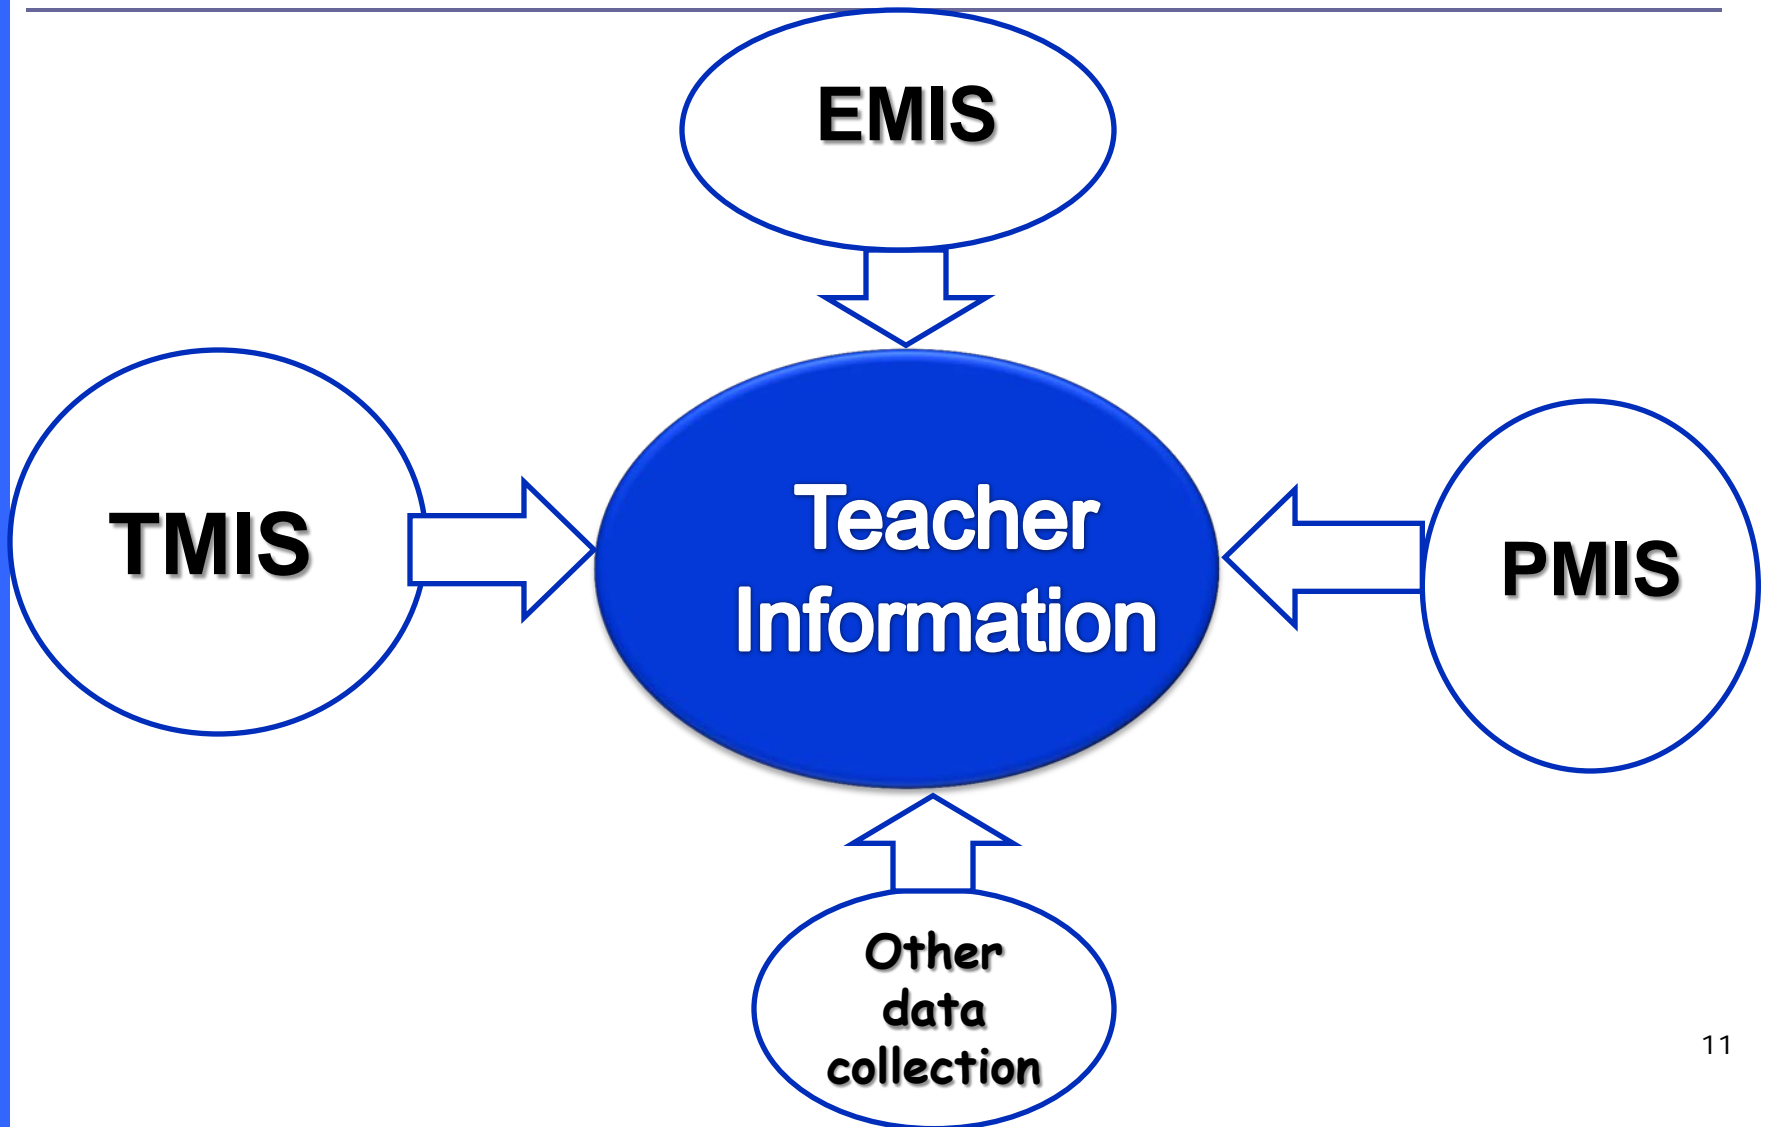 EMIS
TMIS
Teacher
Information
PMIS
Other
data
collection
11